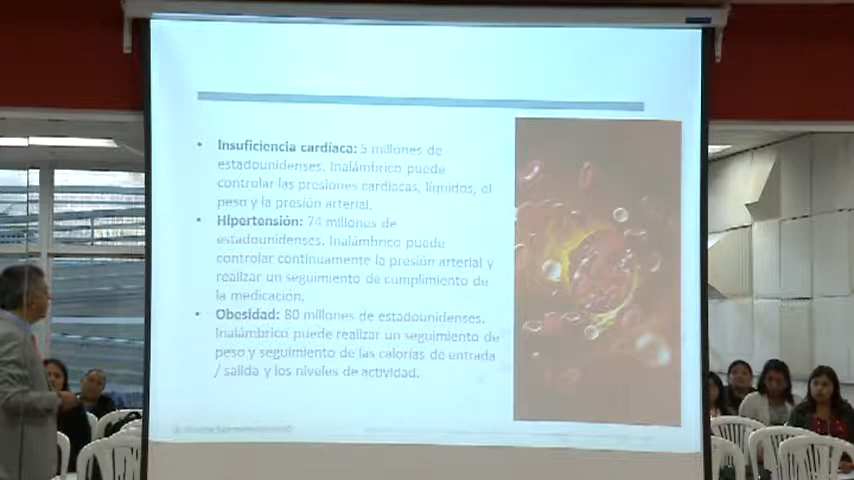 • Insuficiencia cardíaca: 5 millones de
estadounidenses. Inalámbrico puede
controlar las presiones cardíacas, líquidos, el
peso y la presión arterial.
• Hipertensión: 74 millones de
estadounidenses. Inalámbrico puede
controlar continuamente la presión arterial y
realizar un seguimiento de cumplimiento de
la medicación.
• Obesidad: 80 millones de estadounidenses.
Inalámbrico puede realizar un seguimiento de
peso y seguimiento de las calorías de entrada
/ salida y los niveles de actividad.